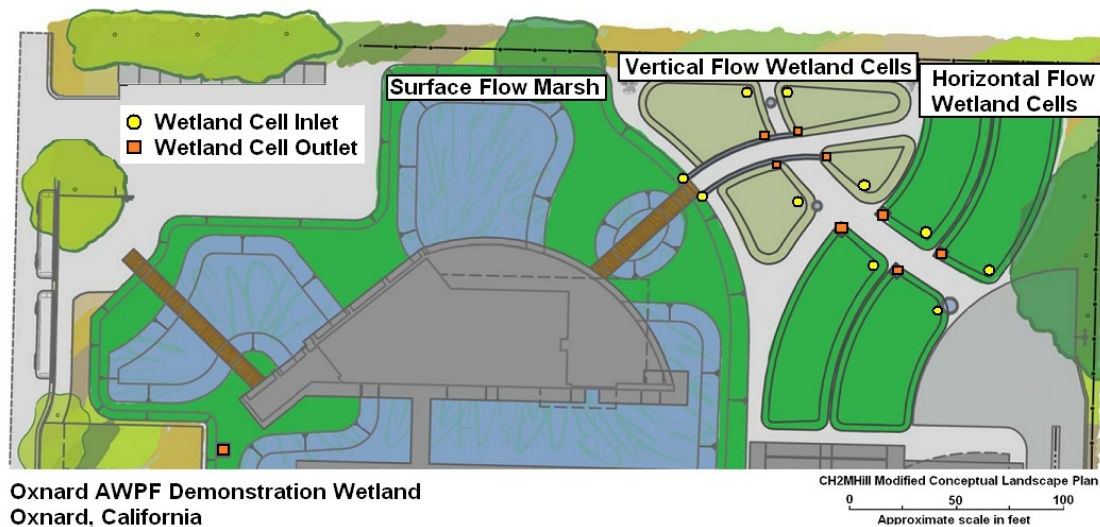 Surface Flow Marsh
Vertical Flow Wetland Cells
Horizontal Flow
Wetland Cells
Wetland Cell Inlet
Wetland Cell Outlet
Oxnard AWPF Demonstration Wetland
Oxnard, California
CH2MHill Modified Conceptual Landscape Plan
0 50 100
Approximate scale in feet